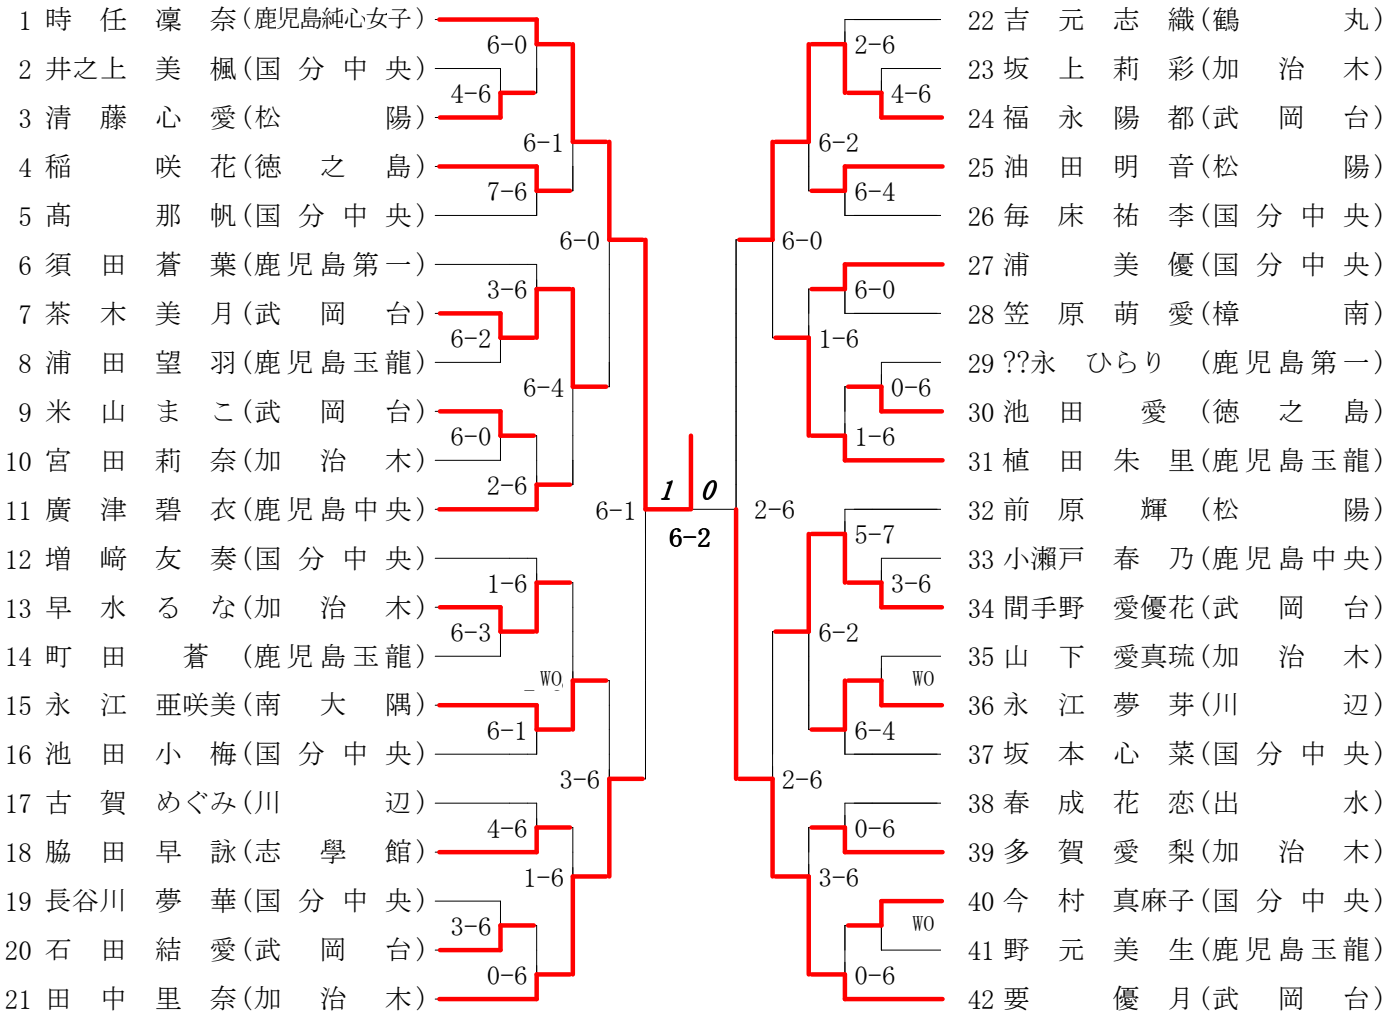 1 時 任 凜 奈 (鹿児島純心女子)
2 井之上 美 楓 (国 分 中 央)
3 清 藤 心 愛 (松 陽)
4 稲 咲 花 (徳 之 島)
5 髙 那 帆 (国 分 中 央)
6 須 田 蒼 葉 (鹿児島第一)
7 茶 木 美 月 (武 岡 台)
8 浦 田 望 羽 (鹿児島玉龍)
9 米 山 ま こ (武 岡 台)
10 宮 田 莉 奈 (加 治 木)
11 廣 津 碧 衣 (鹿児島中央)
12 増 﨑 友 奏 (国 分 中 央)
13 早 水 る な (加 治 木)
14 町 田 蒼 (鹿児島玉龍)
15 永 江 亜咲美 (南 大 隅)
16 池 田 小 梅 (国 分 中 央)
17 古 賀 めぐみ (川 辺)
18 脇 田 早 詠 (志 學 館)
19 長谷川 夢 華 (国 分 中 央)
20 石 田 結 愛 (武 岡 台)
21 田 中 里 奈 (加 治 木)
6-0
4-6
6-1
7-6
6-0
3-6
6-2
6-4
6-0
2-6
6-1
1-6
6-3
WO
6-1
3-6
4-6
1-6
3-6
0-6
1 0
6-2
2-6
4-6
6-2
6-4
6-0
6-0
1-6
0-6
1-6
2-6
5-7
3-6
6-2
WO
6-4
2-6
0-6
3-6
WO
0-6
22 吉 元 志 織 (鶴 丸)
23 坂 上 莉 彩 (加 治 木)
24 福 永 陽 都 (武 岡 台)
25 油 田 明 音 (松 陽)
26 毎 床 祐 李 (国 分 中 央)
27 浦 美 優 (国 分 中 央)
28 笠 原 萌 愛 (樟 南)
29 ??永 ひらり (鹿児島第一)
30 池 田 愛 (徳 之 島)
31 植 田 朱 里 (鹿児島玉龍)
32 前 原 輝 (松 陽)
33 小瀬戸 春 乃 (鹿児島中央)
34 間手野 愛優花 (武 岡 台)
35 山 下 愛真琉 (加 治 木)
36 永 江 夢 芽 (川 辺)
37 坂 本 心 菜 (国 分 中 央)
38 春 成 花 恋 (出 水)
39 多 賀 愛 梨 (加 治 木)
40 今 村 真麻子 (国 分 中 央)
41 野 元 美 生 (鹿児島玉龍)
42 要 優 月 (武 岡 台)